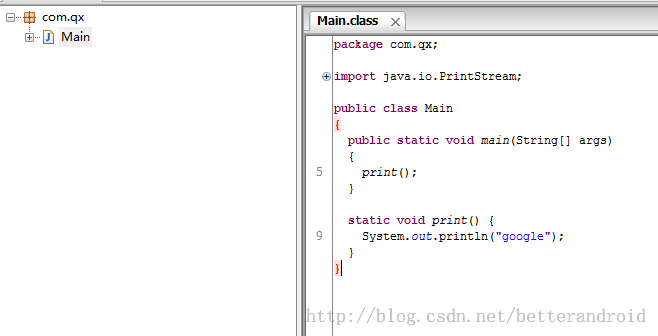 com.qx
Main
Main.class
package com.qx;
import java.io.PrintStream;
public class Main
{
public static void main(String[] args)
{
5 print();
}
static void print() {
9 System.out.println("google");
}
}
http://blog.csdn.net/betterandroid